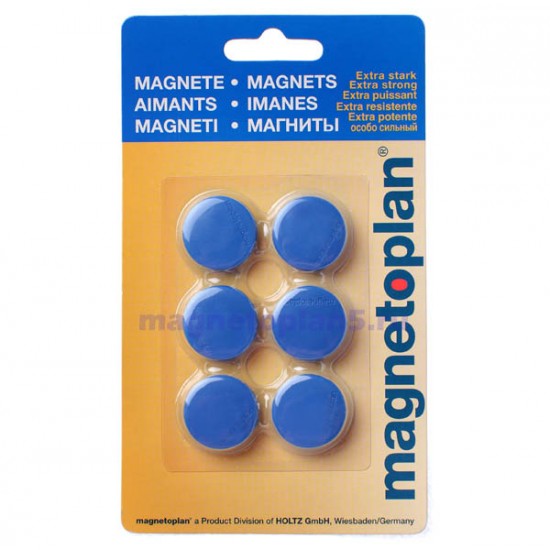 MAGNETE • MAGNETS
AIMANTS • IMANES
MAGNETI • МАГНИТЫ
Extra stark
Extra strong
Extra puissant
Extra resistente
Extra potente
особо сильный
magnetoplan®
magnetoplan® a Product Division of HOLTZ GmbH, Wiesbaden/Germany